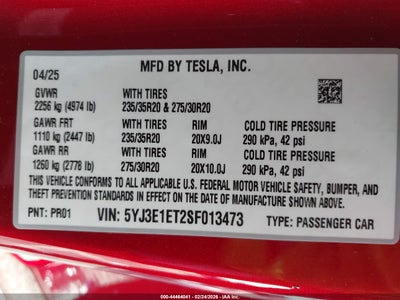 04/25 MFD BY TESLA, INC.
GVWR WITH TIRES
2256 kg (4974 lb) 235/35R20 & 275/30R20
GAWR FRT WITH TIRES RIM COLD TIRE PRESSURE
1110 kg (2447 lb) 235/35R20 20X9.0J 290 kPa, 42 psi
GAWR RR WITH TIRES RIM COLD TIRE PRESSURE
1260 kg (2778 lb) 275/30R20 20X10.0J 290 kPa, 42 psi
THIS VEHICLE CONFORMS TO ALL APPLICABLE U.S. FEDERAL MOTOR VEHICLE SAFETY, BUMPER, AND
THEFT PREVENTION STANDARDS IN EFFECT ON THE DATE OF MANUFACTURE SHOWN ABOVE.
PNT: PR01 VIN: 5YJ3E1ET2SF013473 TYPE: PASSENGER CAR
000-44464041 - 02/24/2026 - IAA Inc.